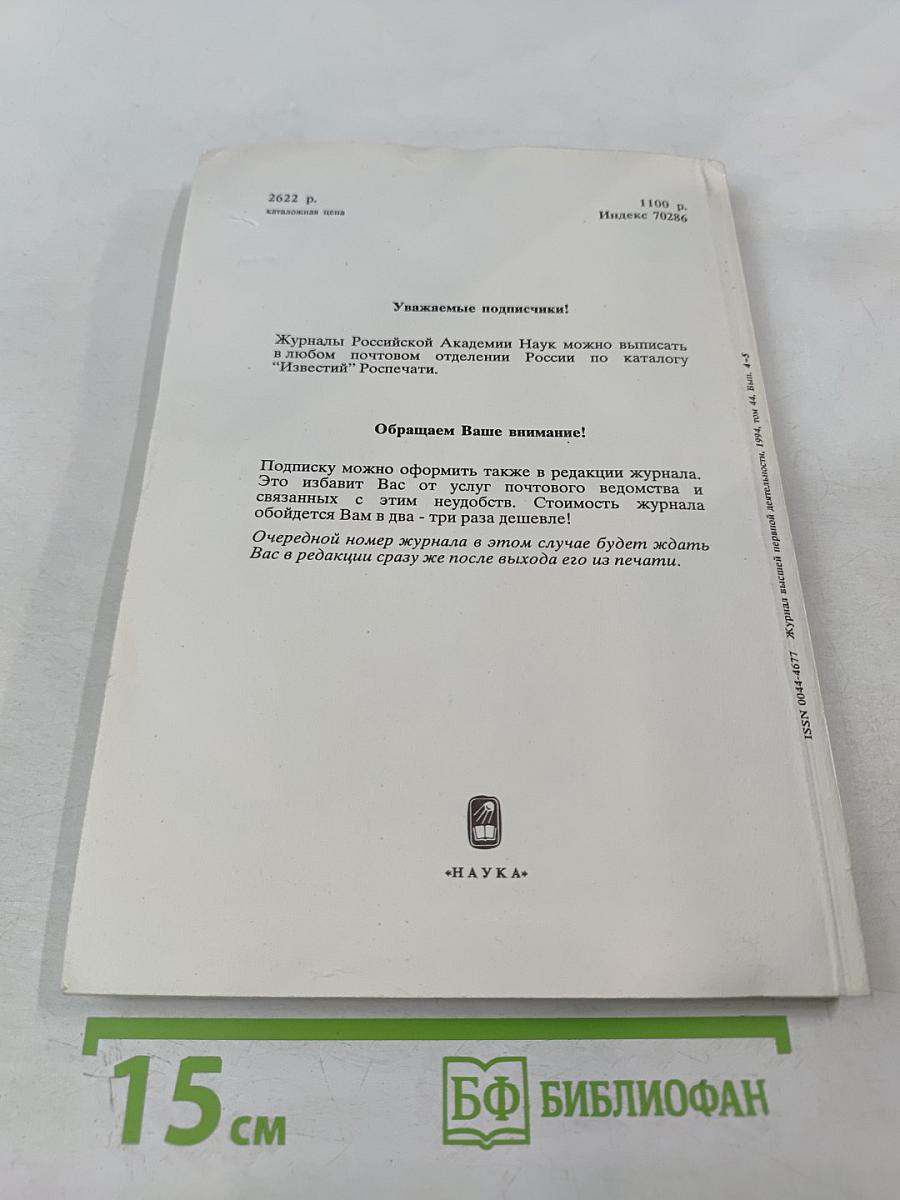 2622 р.
каталожная цена
1100 р.
Индекс 70286
Уважаемые подписчики!
Журналы Российской Академии Наук можно выписать
в любом почтовом отделении России по каталогу
“Известий” Роспечати.
Обращаем Ваше внимание!
Подписку можно оформить также в редакции журнала.
Это избавит Вас от услуг почтового ведомства и
связанных с этим неудобств. Стоимость журнала
обойдется Вам в два - три раза дешевле!
Очередной номер журнала в этом случае будет ждать
Вас в редакции сразу же после выхода его из печати.
ISSN 0044-4677 Журнал высшей нервной деятельности, 1994, том 44, Вып. 4-5
«НАУКА»
15 см
БФ БИБЛИОФАН